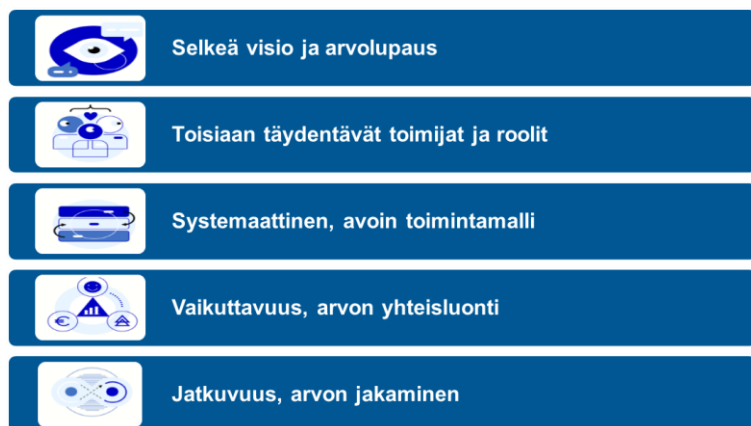 Selkeä visio ja arvolupaus
Toisiaan täydentävät toimijat ja roolit
Systemaattinen, avoin toimintamalli
Vaikuttavuus, arvon yhteisluonti
€
Jatkuvuus, arvon jakaminen